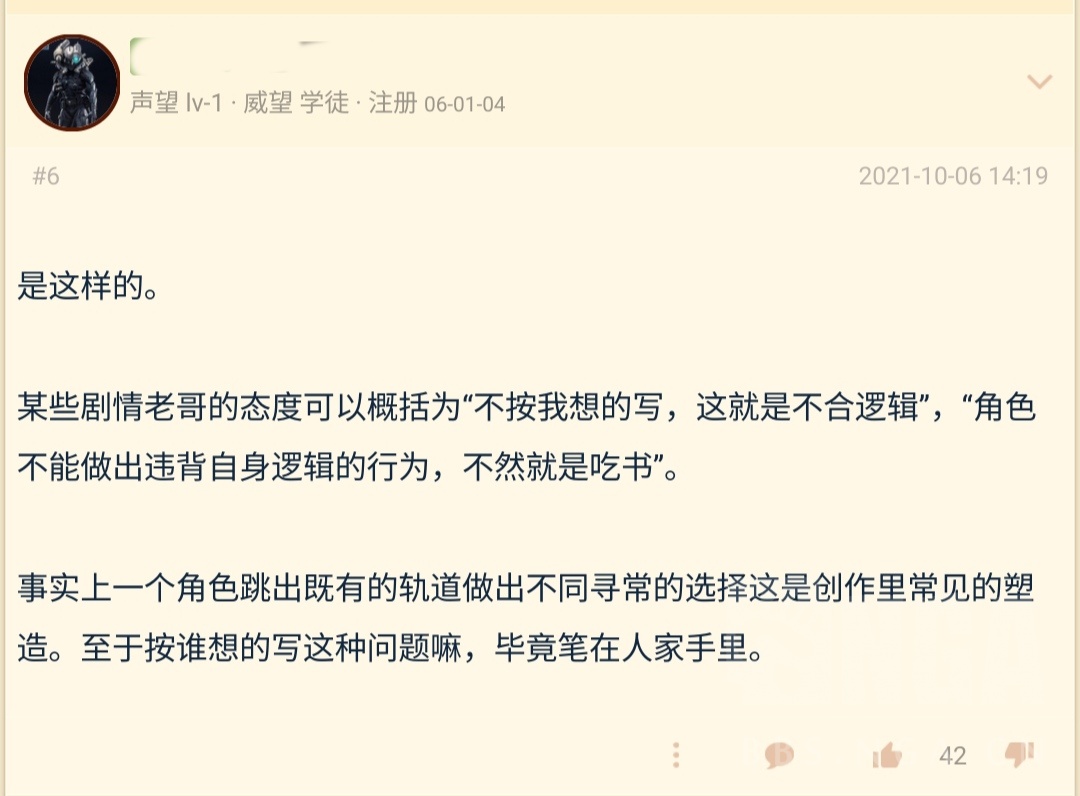 声望 lv-1 · 威望 学徒 · 注册 06-01-04
#6
2021-10-06 14:19
是这样的。
某些剧情老哥的态度可以概括为“不按我想的写，这就是不合逻辑”，“角色
不能做出违背自身逻辑的行为，不然就是吃书”。
事实上一个角色跳出既有的轨道做出不同寻常的选择这是创作里常见的塑
造。至于按谁想的写这种问题嘛，毕竟笔在人家手里。
42